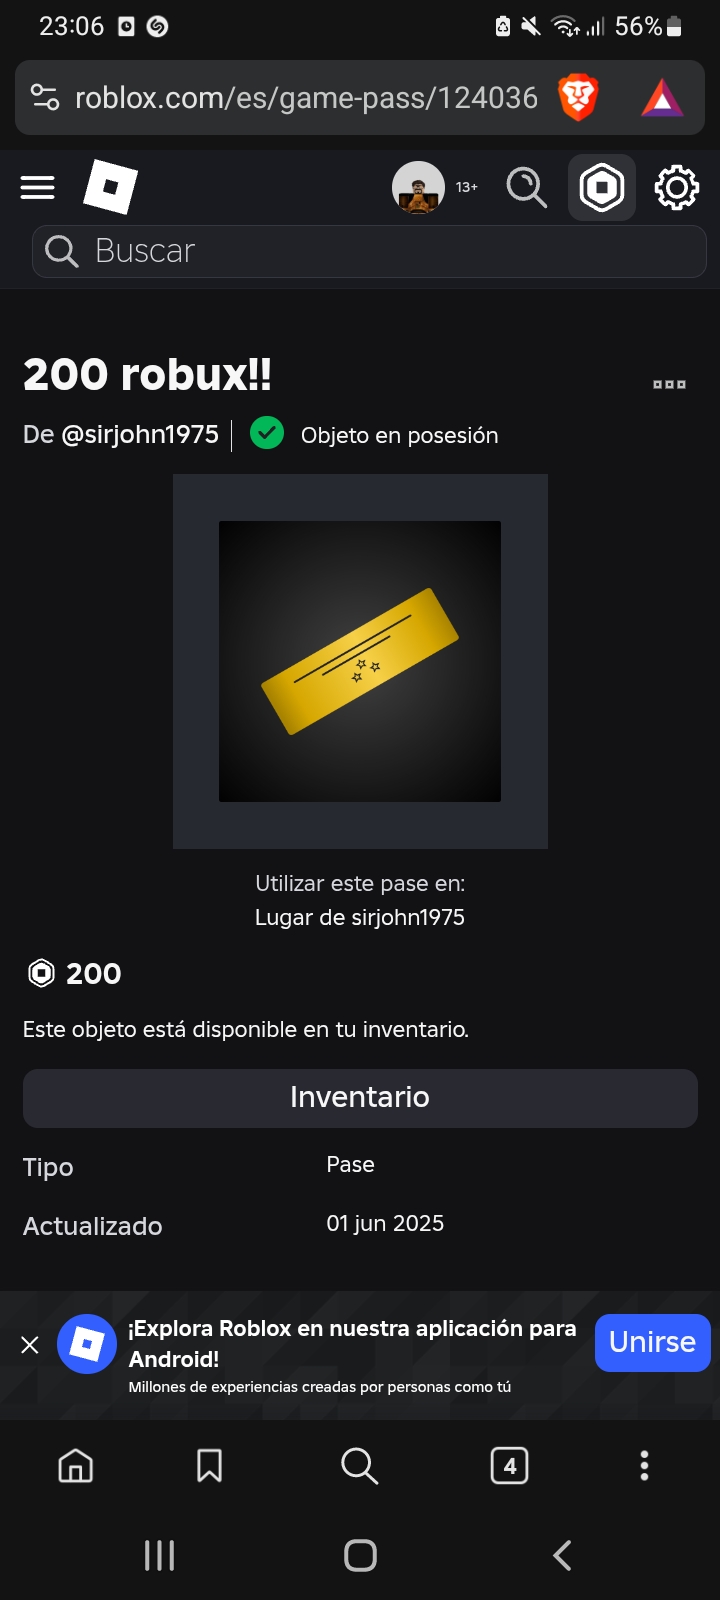 23:06
56%
roblox.com/es/game-pass/124036
13+
Buscar
200 robux!!
De @sirjohn1975
Objeto en posesión
Utilizar este pase en:
Lugar de sirjohn1975
200
Este objeto está disponible en tu inventario.
Inventario
Tipo
Pase
Actualizado
01 jun 2025
¡Explora Roblox en nuestra aplicación para
Android!
Millones de experiencias creadas por personas como tú
Unirse
4